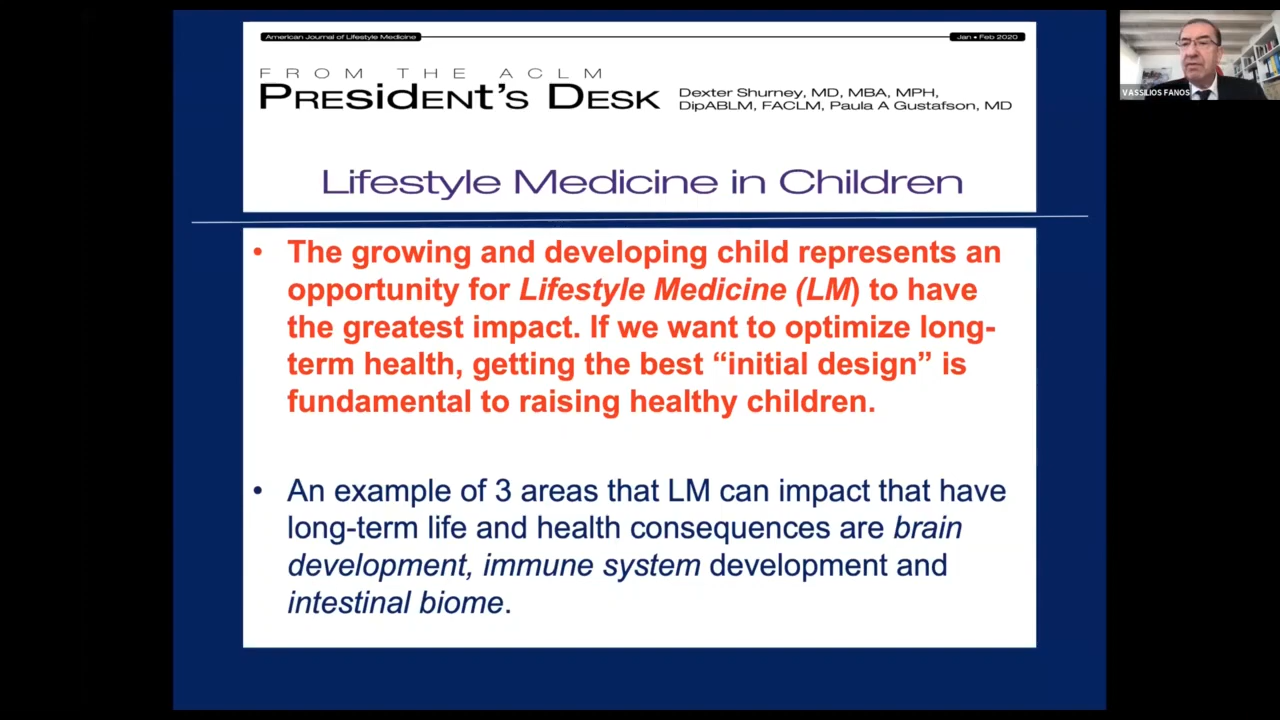 American Journal of Lifestyle Medicine
Jan • Feb 2020
FROM THE ACLM
PRESIDENT'S DESK
Dexter Shurney, MD, MBA, MPH,
DipABLM, FACLM, Paula A Gustafson, MD
Lifestyle Medicine in Children
• The growing and developing child represents an
opportunity for Lifestyle Medicine (LM) to have
the greatest impact. If we want to optimize long-
term health, getting the best “initial design” is
fundamental to raising healthy children.
• An example of 3 areas that LM can impact that have
long-term life and health consequences are brain
development, immune system development and
intestinal biome.
VASSILIOS FANOS